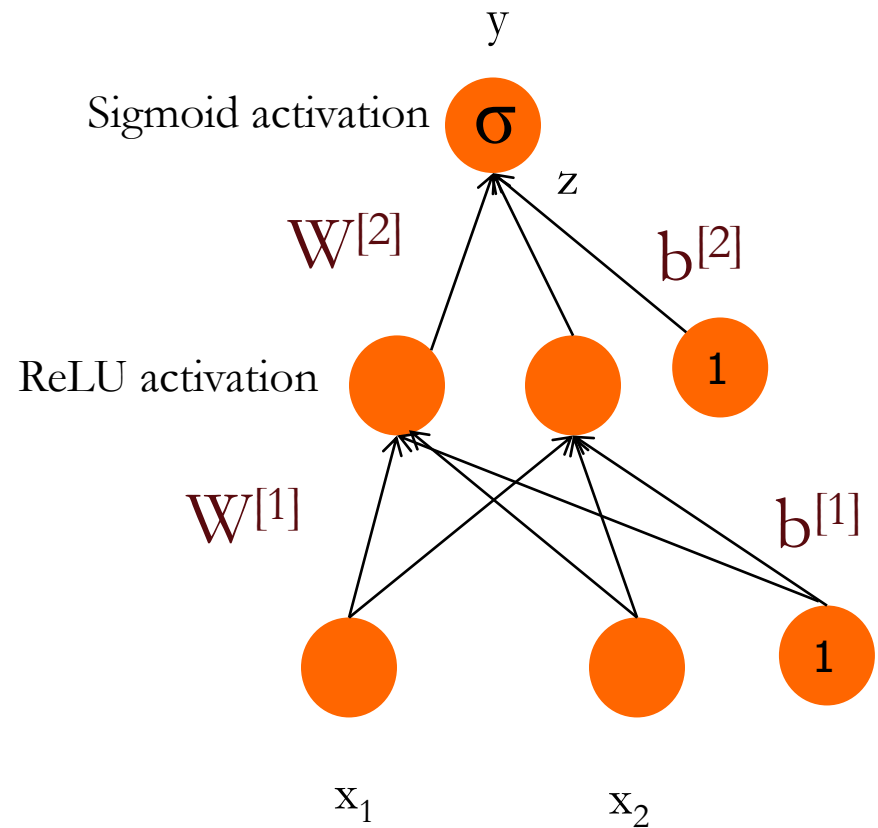 y
Sigmoid activation
σ
z
W[2]
b[2]
ReLU activation
1
W[1]
b[1]
1
x1
x2